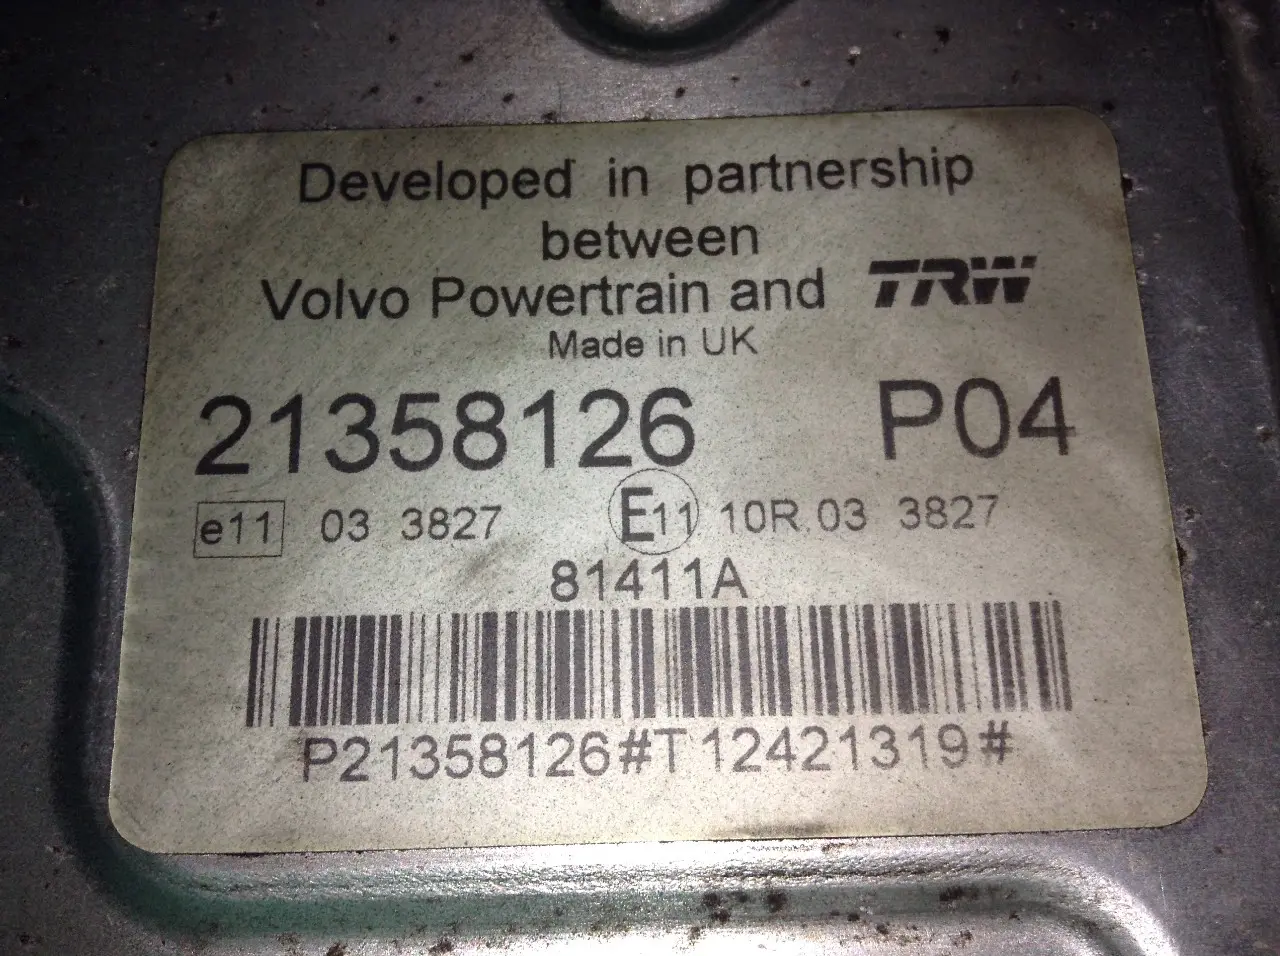 Developed in partnership
between
Volvo Powertrain and TRW
Made in UK
21358126 P04
e11 03 3827 E11 10R.03 3827
81411A
P21358126#T12421319#